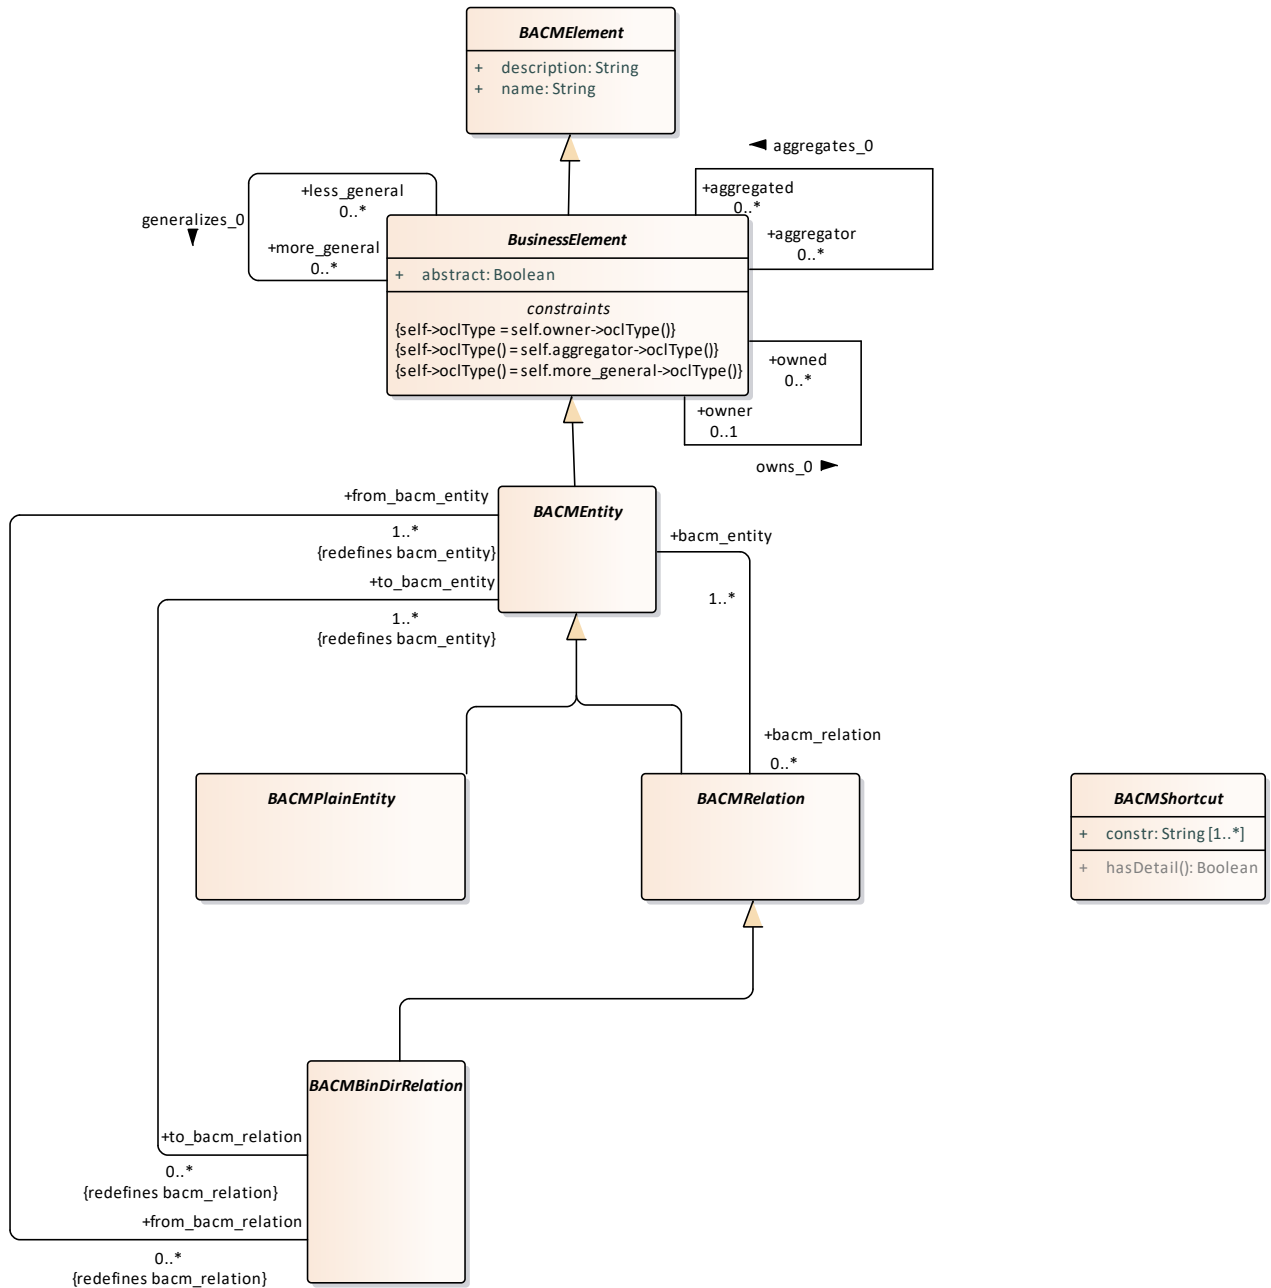 BACMElement
+ description: String
+ name: String
◄ aggregates_0
generalizes_0
▼
+less_general
0..*
+more_general
0..*
+aggregated
0..*
+aggregator
0..*
BusinessElement
+ abstract: Boolean
constraints
{self->oclType = self.owner->oclType()}
{self->oclType() = self.aggregator->oclType()}
{self->oclType() = self.more_general->oclType()}
+owned
0..*
+owner
0..1
owns_0 ►
+from_bacm_entity
1..*
{redefines bacm_entity}
+to_bacm_entity
1..*
{redefines bacm_entity}
BACMEntity
+bacm_entity
1..*
+bacm_relation
0..*
BACMPlainEntity
BACMRelation
BACMShortcut
+ constr: String [1..*]
+ hasDetail(): Boolean
BACMBinDirRelation
+to_bacm_relation
0..*
{redefines bacm_relation}
+from_bacm_relation
0..*
{redefines bacm_relation}